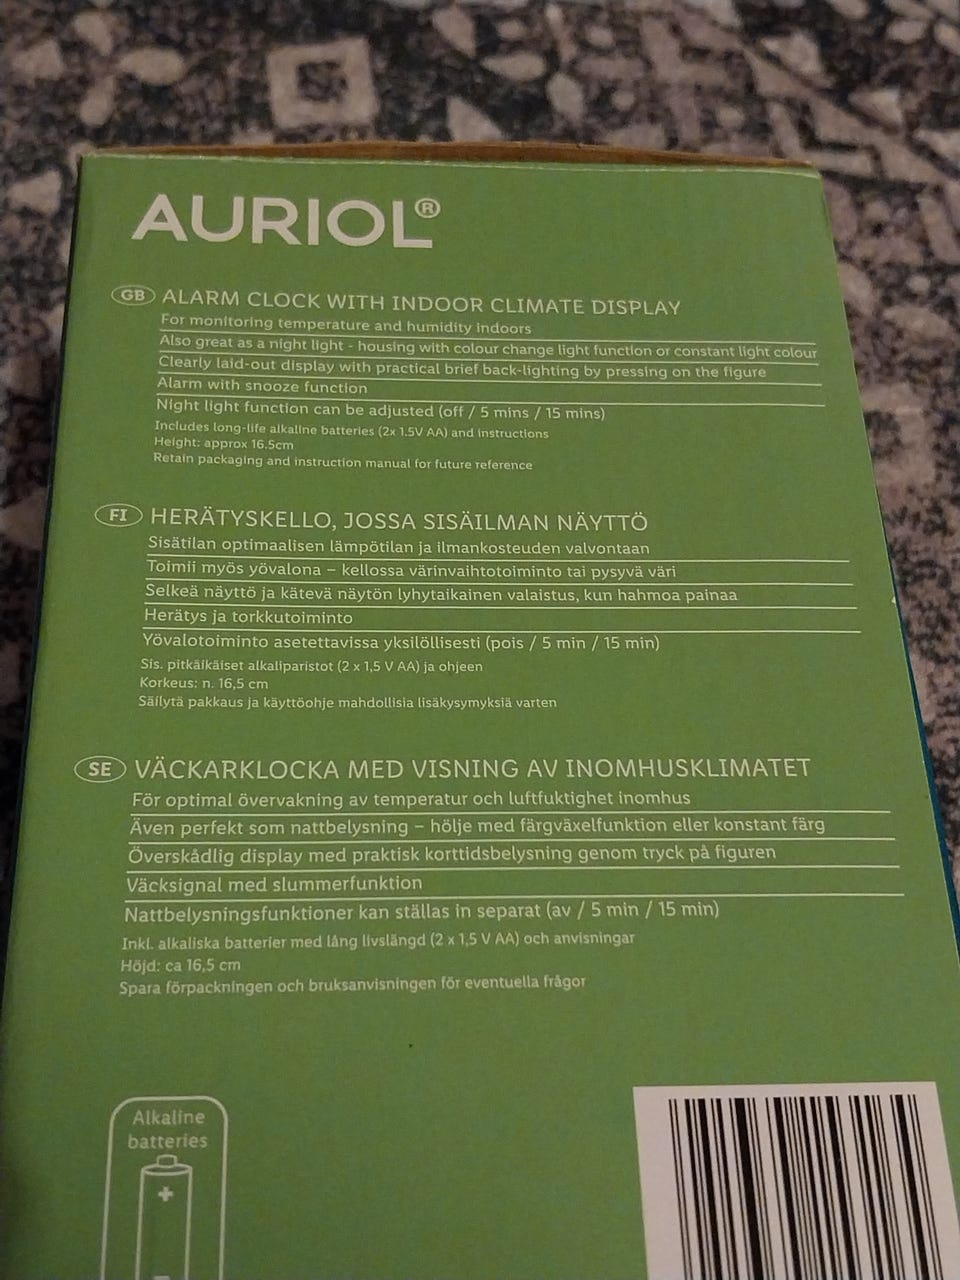 AURIOL®
GB ALARM CLOCK WITH INDOOR CLIMATE DISPLAY
For monitoring temperature and humidity indoors
Also great as a night light - housing with colour change light function or constant light colour
Clearly laid-out display with practical brief back-lighting by pressing on the figure
Alarm with snooze function
Night light function can be adjusted (off / 5 mins / 15 mins)
Includes long-life alkaline batteries (2x 1.5V AA) and instructions
Height: approx 16.5cm
Retain packaging and instruction manual for future reference
FI HERÄTYSKELLO, JOSSA SISÄILMAN NÄYTTÖ
Sisätilan optimaalisen lämpötilan ja ilmankosteuden valvontaan
Toimii myös yövalona – kellossa värinvaihtotoiminto tai pysyvä väri
Selkeä näyttö ja kätevä näytön lyhytaikainen valaistus, kun hahmoa painaa
Herätys ja torkkutoiminto
Yövalotoiminto asetettavissa yksilöllisesti (pois / 5 min / 15 min)
Sis. pitkäikäiset alkaliparistot (2 x 1,5 V AA) ja ohjeen
Korkeus: n. 16,5 cm
Säilytä pakkaus ja käyttöohje mahdollisia lisäkysymyksiä varten
SE VÄCKARKLOCKA MED VISNING AV INOMHUSKLIMATET
För optimal övervakning av temperatur och luftfuktighet inomhus
Även perfekt som nattbelysning – hölje med färgväxelfunktion eller konstant färg
Överskådlig display med praktisk korttidsbelysning genom tryck på figuren
Väcksignal med slummerfunktion
Nattbelysningsfunktioner kan ställas in separat (av / 5 min / 15 min)
Inkl. alkaliska batterier med lång livslängd (2 x 1,5 V AA) och anvisningar
Höjd: ca 16,5 cm
Spara förpackningen och bruksanvisningen för eventuella frågor
Alkaline
batteries
+